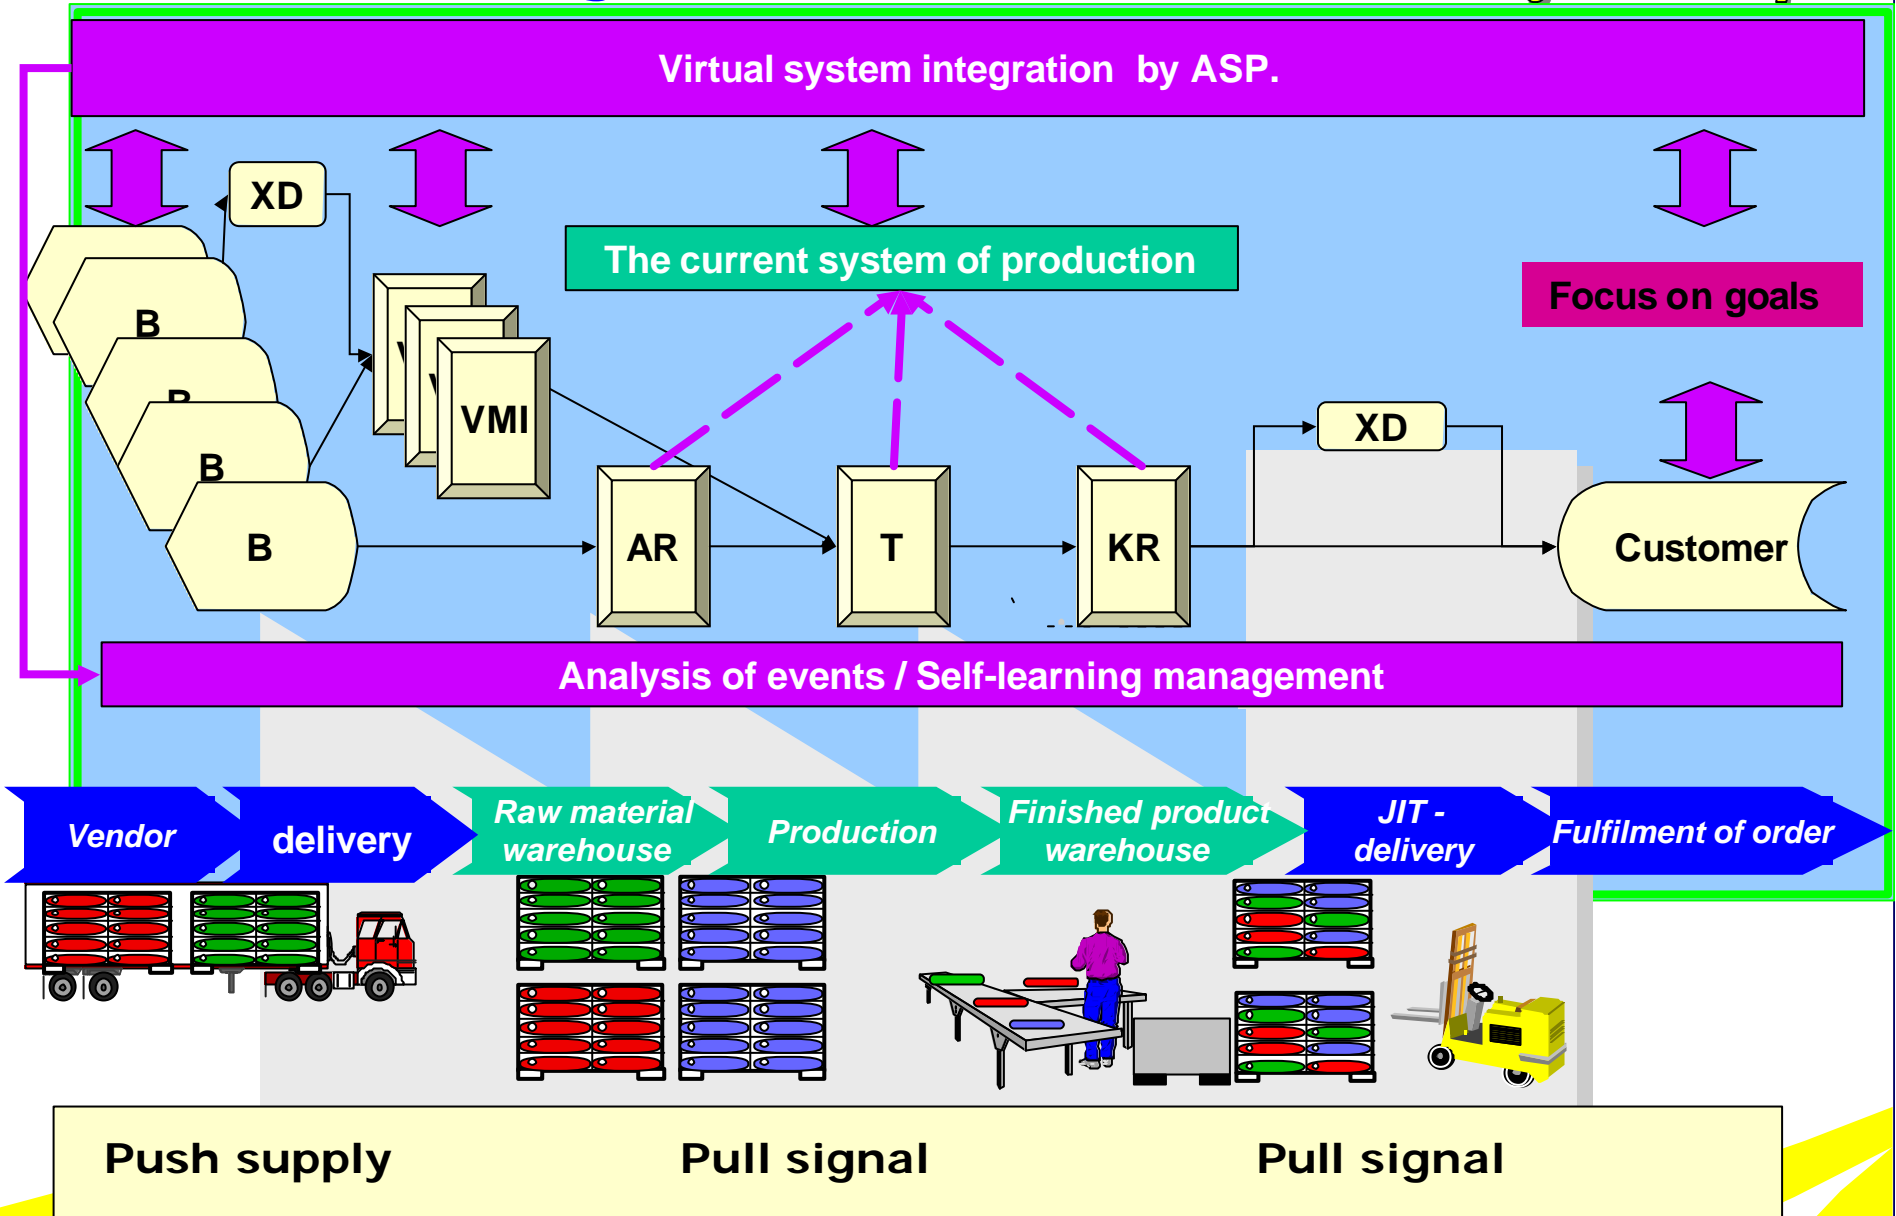 Virtual system integration by ASP.
XD
The current system of production
Focus on goals
B
B
B
B
V
V
VMI
XD
AR
T
KR
Customer
Analysis of events / Self-learning management
Vendor
delivery
Raw material
warehouse
Production
Finished product
warehouse
JIT -
delivery
Fulfilment of order
Push supply
Pull signal
Pull signal